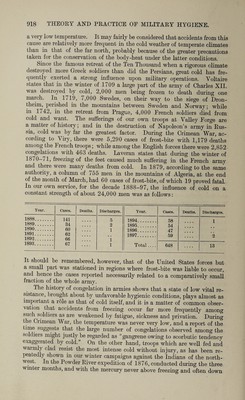 918 THEORY AND PRACTICE OF MILITARY HYGIENE.
a very low temperature. It may fairly be considered that accidents from this
cause are relatively more frequent in the cold weather of temperate climates
than in that of the far north, probably because of the greater precautions
taken for the conservation of the body-heat under the latter conditions.
Since the famous retreat of the Ten Thousand when a rigorous climate
destroyed more Greek soldiers than did the Persians, great cold has fre-
quently exerted a strong influence upon military operations. Voltaire
states that in the winter of 1709 a large part of the army of Charles XII.
was destroyed by cold, 2,000 men being frozen to death during one
march. In 1719, 7,000 Swedes, on their way to the siege of Dron-
theim, perished in the mountains between Sweden and Norway; while
in 1742, in the retreat from Prague, 4,000 French soldiers died from
cold and want. The sufferings of our own troops at Valley Forge are
a matter of history; and in the destruction of Napoleon's army in Rus-
sia, cold was by far the greatest factor. During the Crimean War, ac-
cording to Viry, there were 5,290 cases of frost-bite with 1,179 deaths
among the French troops; while among the English forces there were 2,852
congelations with 463 deaths. Laveran states that during the winter of
1870-71, freezing of the feet caused much suffering in the French army
and there were many deaths from cold. In 1879, according to the same
authority, a column of 755 men in the mountains of Algeria, at the end
of the month of March, had 60 cases of frost-bite, of which 19 proved fatal.
In our own service, for the decade 1888-97, the influence of cold on a
constant strength of about 24,000 men was as follows:
Year. Cases. Deaths. Discharges. Year. Cases. Deaths. Discharges.
It should be remembered, however, that of the United States forces but
a small part was stationed in regions where frost-bite was liable to occur,
and hence the cases reported necessarily related to a comparatively small
fraction of the whole army.
The history of congelation in armies shows that a state of low vital re-
sistance, brought about by unfavorable hygienic conditions, plays almost as
important a rôle as that of cold itself, and it is a matter of common obser-
vation that accidents from freezing occur far more frequently among
such soldiers as are weakened by fatigue, sickness and privation. During
the Crimean War, the temperature was never very low, and a report of the
time suggests that the large number of congelations observed among the
soldiers might justly be regarded as "gangrene owing to scorbutic tendency
exaggerated by cold." On the other hand, troops which are well fed and
warmly clad resist the most intense cold without injury, as has been re-
peatedly shown in our winter campaigns against the Indians of the north-
west. In the Powder River expedition of 1876, conducted during the three
winter months, and with the mercury never above freezing and often down